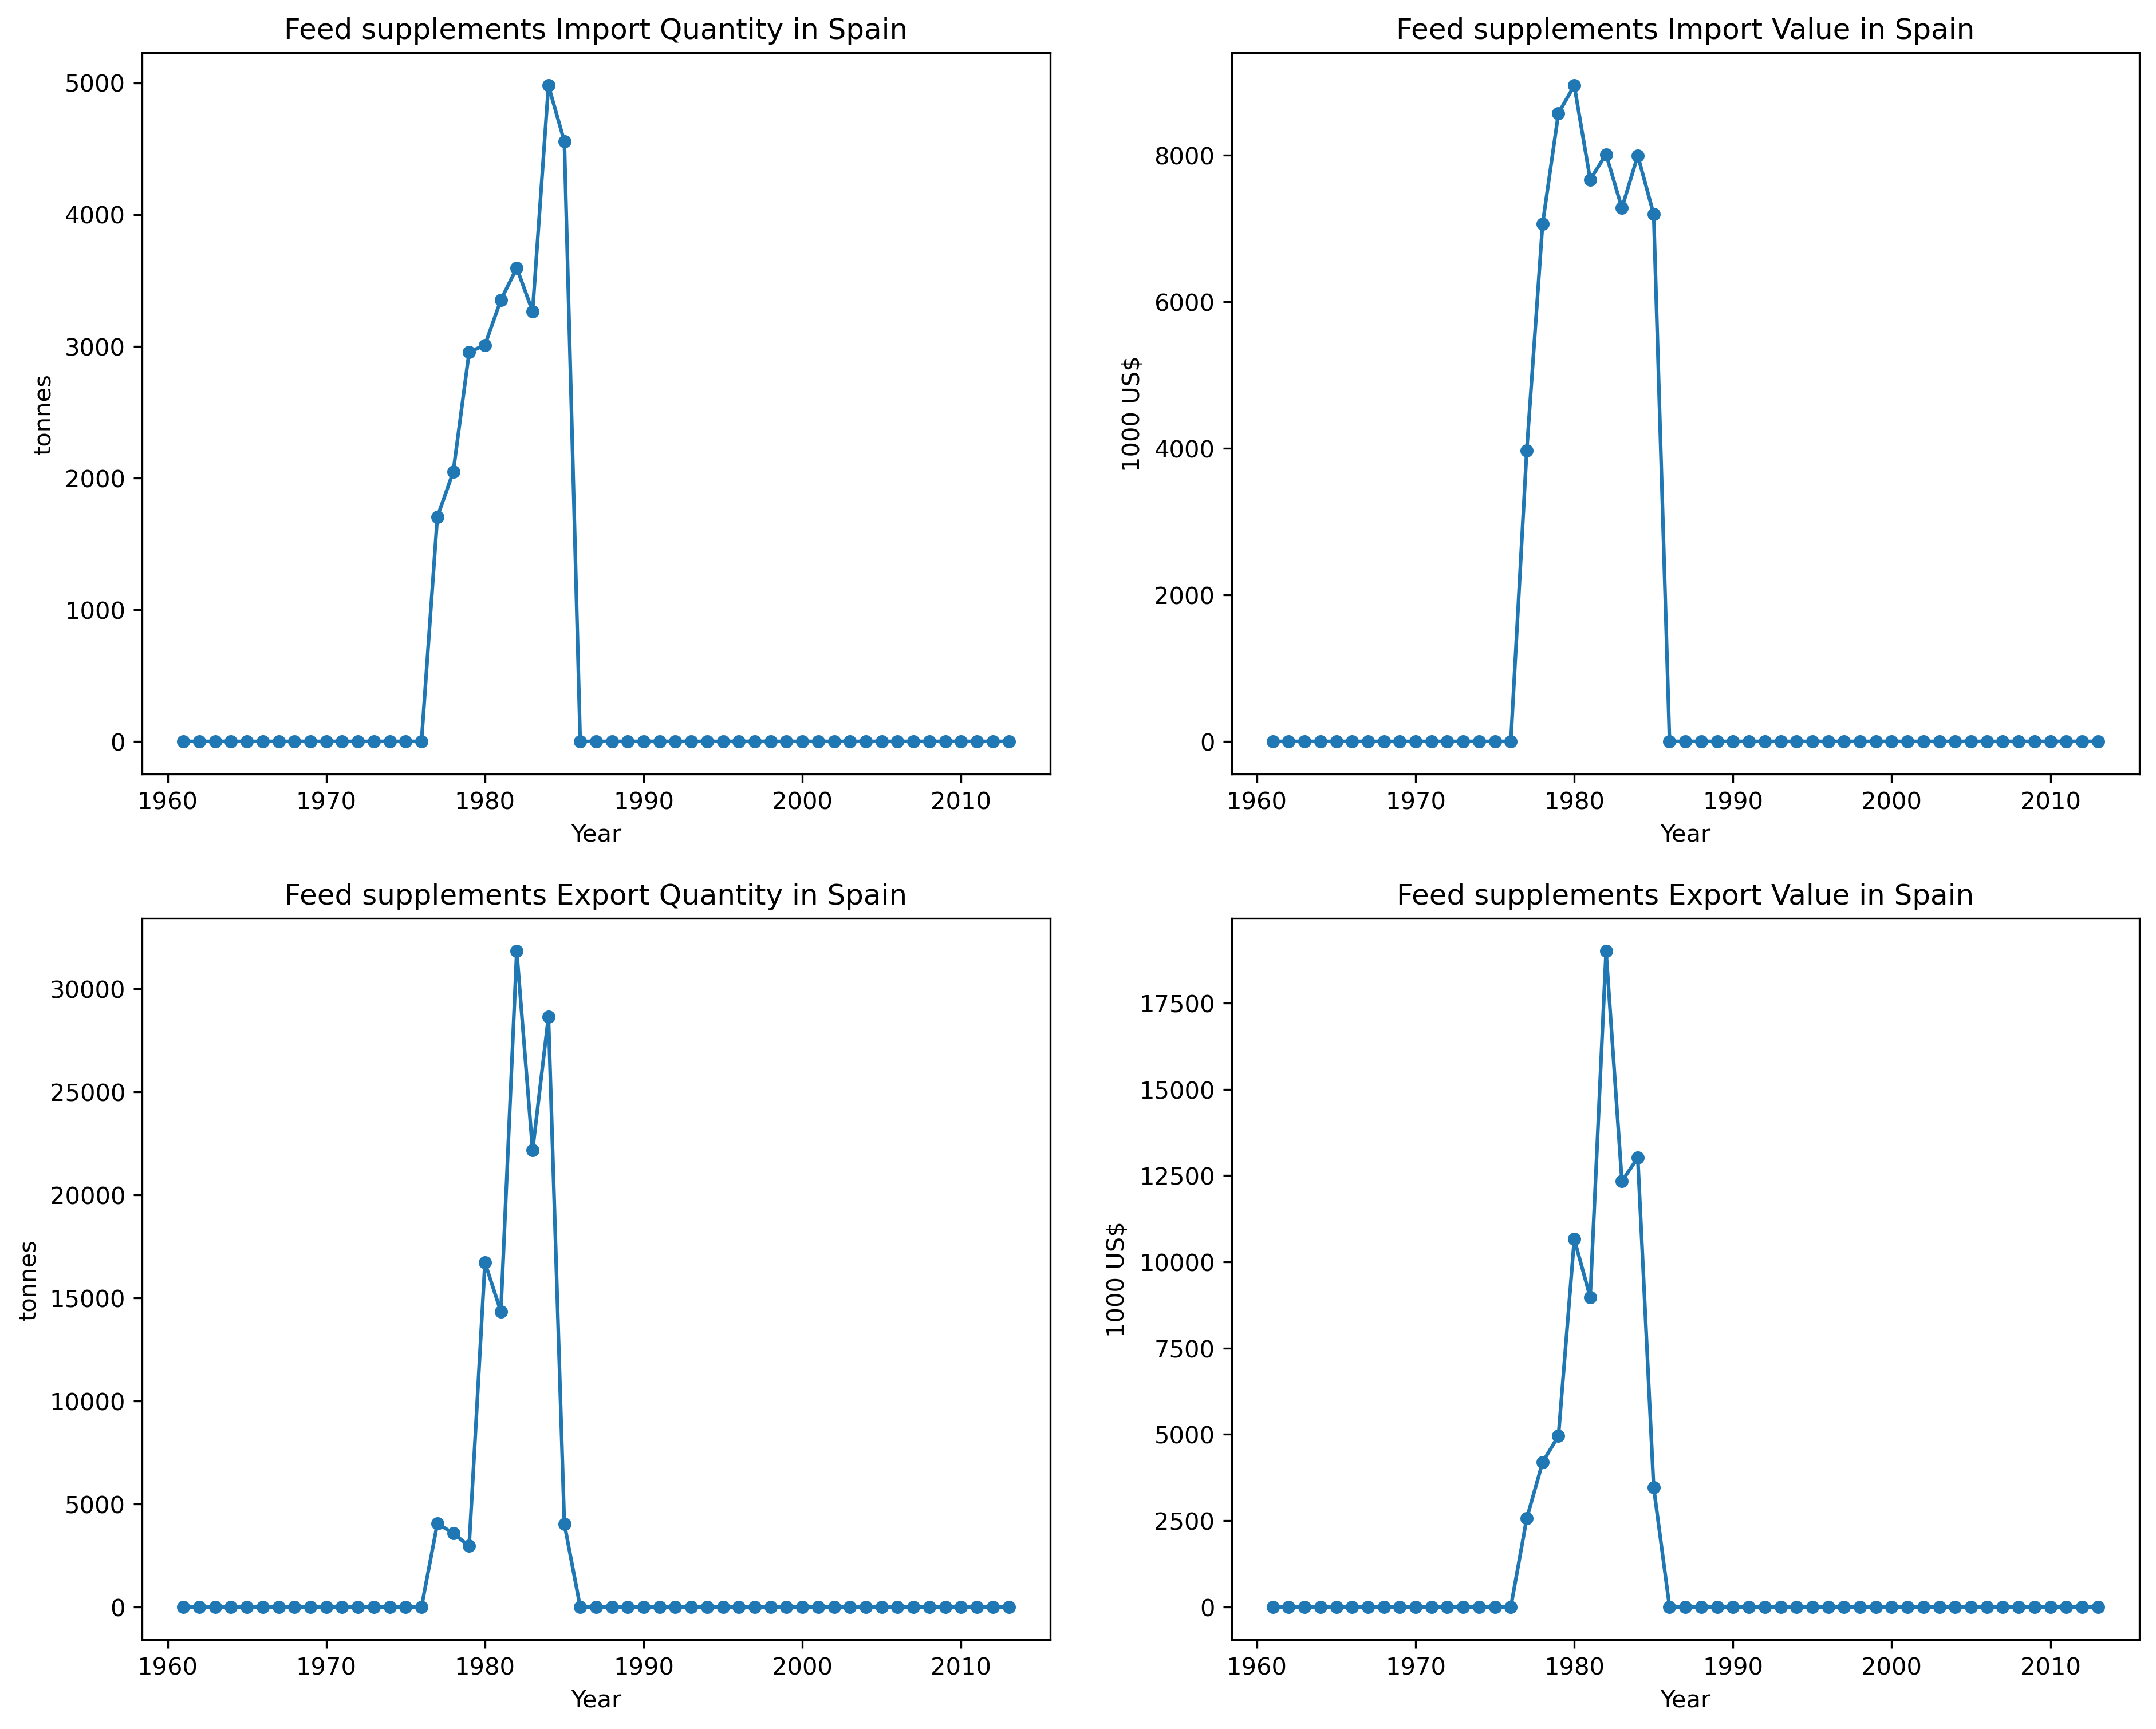 Feed supplements Import Quantity in Spain
5000
4000
3000
2000
1000
0
tonnes
1960 1970 1980 1990 2000 2010
Year
Feed supplements Import Value in Spain
8000
6000
4000
2000
0
1000 US$
1960 1970 1980 1990 2000 2010
Year
Feed supplements Export Quantity in Spain
30000
25000
20000
15000
10000
5000
0
tonnes
1960 1970 1980 1990 2000 2010
Year
Feed supplements Export Value in Spain
17500
15000
12500
10000
7500
5000
2500
0
1000 US$
1960 1970 1980 1990 2000 2010
Year